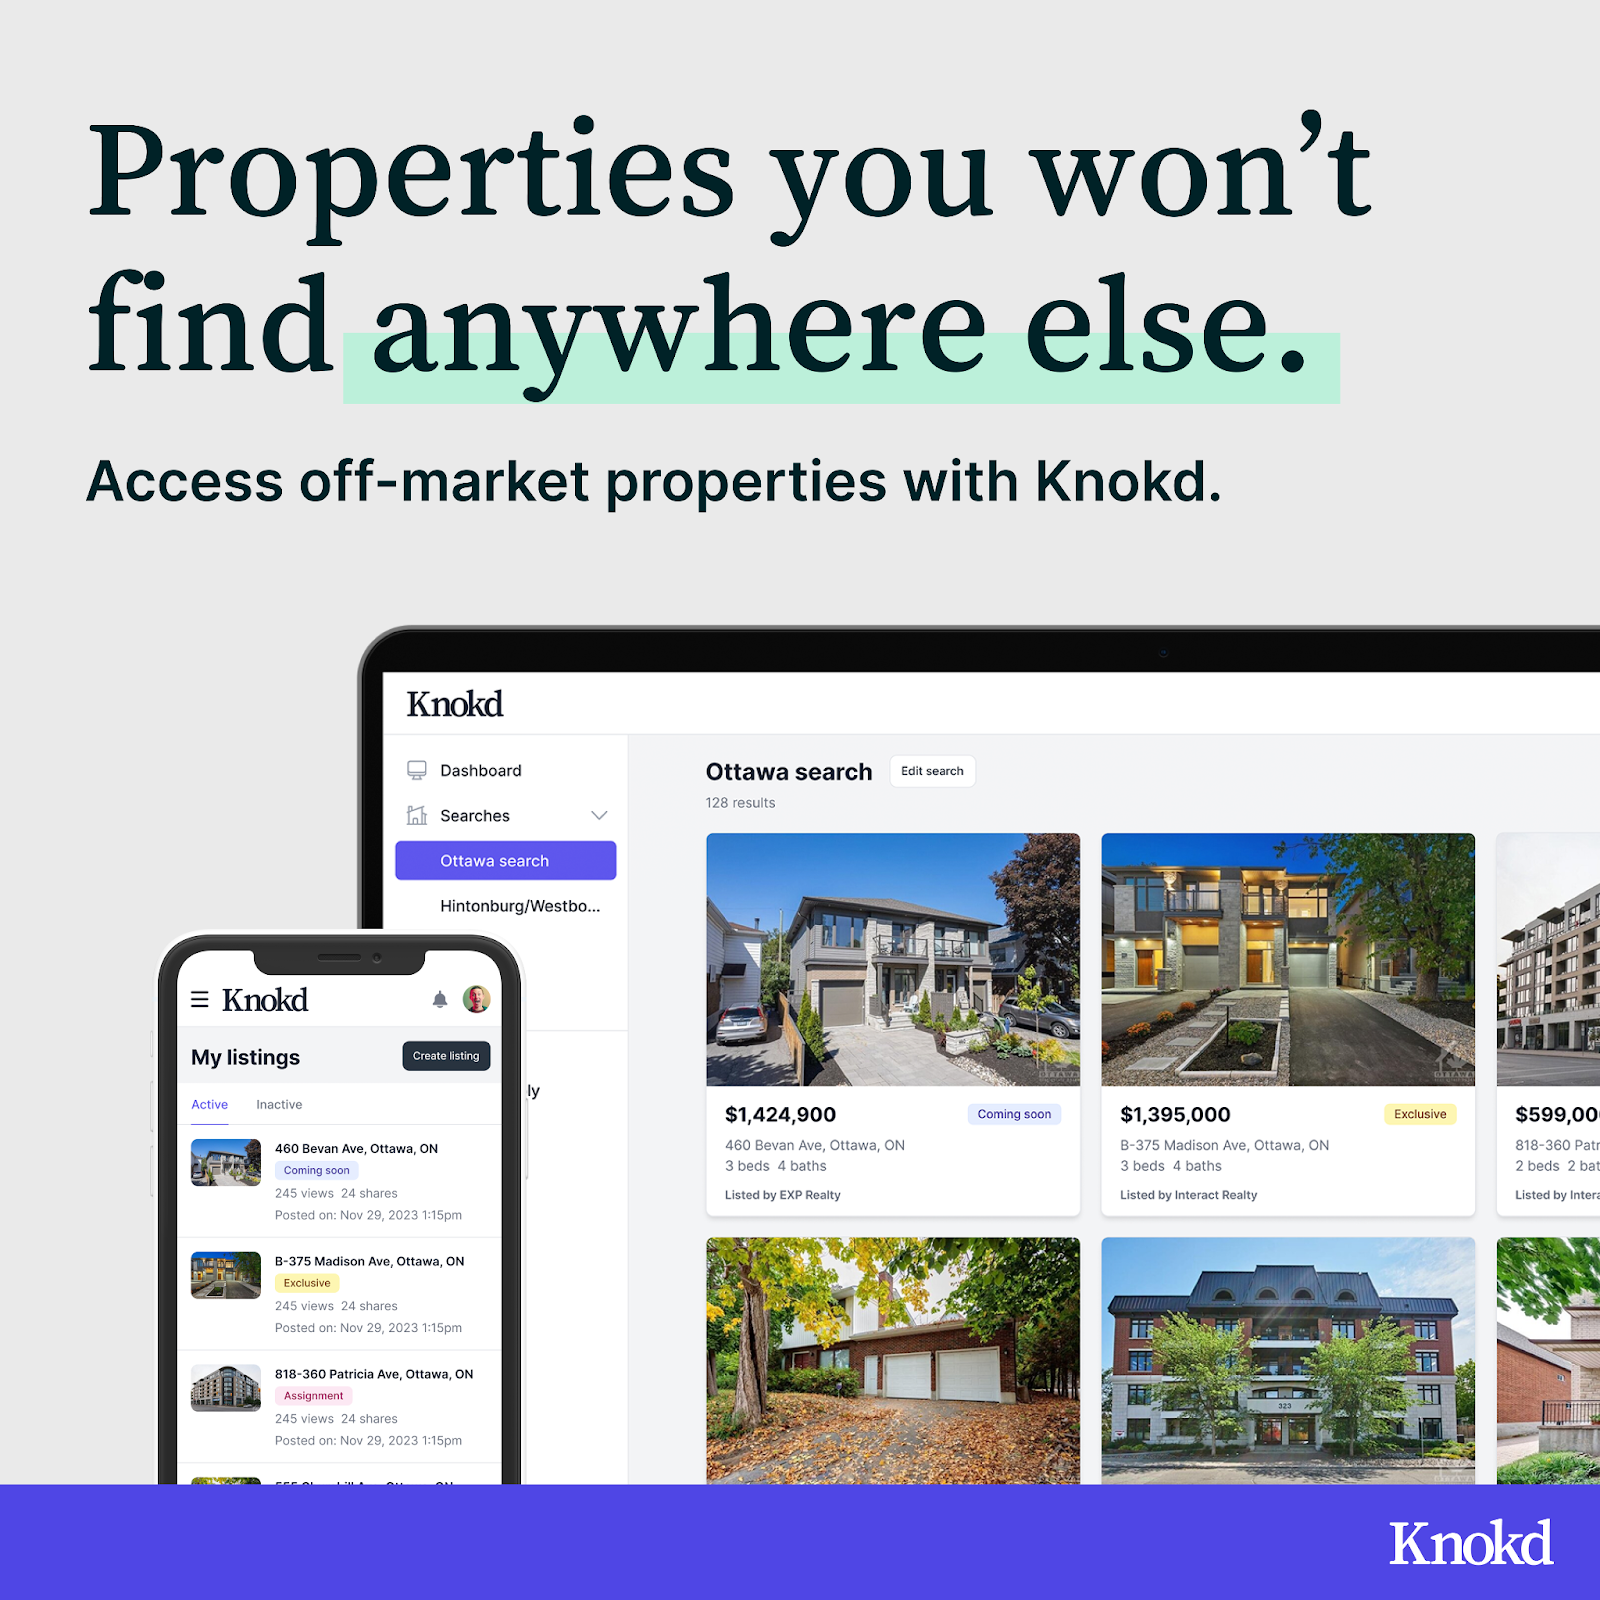 Properties you won’t
find anywhere else.
Access off-market properties with Knokd.
Knokd
Dashboard
Searches
Ottawa search
Hintonburg/Westbo...
ly
Ottawa search
Edit search
128 results
$1,424,900
Coming soon
460 Bevan Ave, Ottawa, ON
3 beds 4 baths
Listed by EXP Realty
$1,395,000
Exclusive
B-375 Madison Ave, Ottawa, ON
3 beds 4 baths
Listed by Interact Realty
$599,00
818-360 Patr
2 beds 2 bat
Listed by Intera
323
Knokd
My listings
Create listing
Active
Inactive
460 Bevan Ave, Ottawa, ON
Coming soon
245 views 24 shares
Posted on: Nov 29, 2023 1:15pm
B-375 Madison Ave, Ottawa, ON
Exclusive
245 views 24 shares
Posted on: Nov 29, 2023 1:15pm
818-360 Patricia Ave, Ottawa, ON
Assignment
245 views 24 shares
Posted on: Nov 29, 2023 1:15pm
Knokd